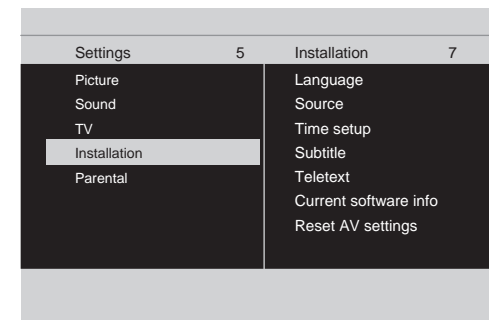 Settings 5
Picture
Sound
TV
Installation
Parental
Installation 7
Language
Source
Time setup
Subtitle
Teletext
Current software info
Reset AV settings